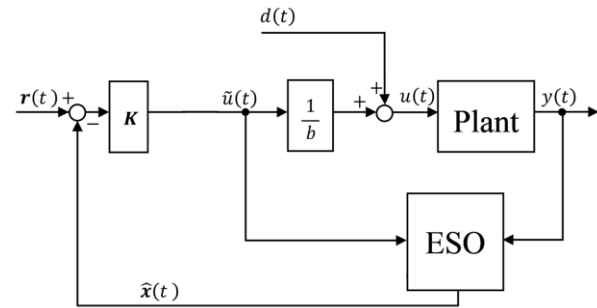 d(t)
r(t) + − K ũ(t) 1/b + + u(t) Plant y(t)
ESO
x̂(t)